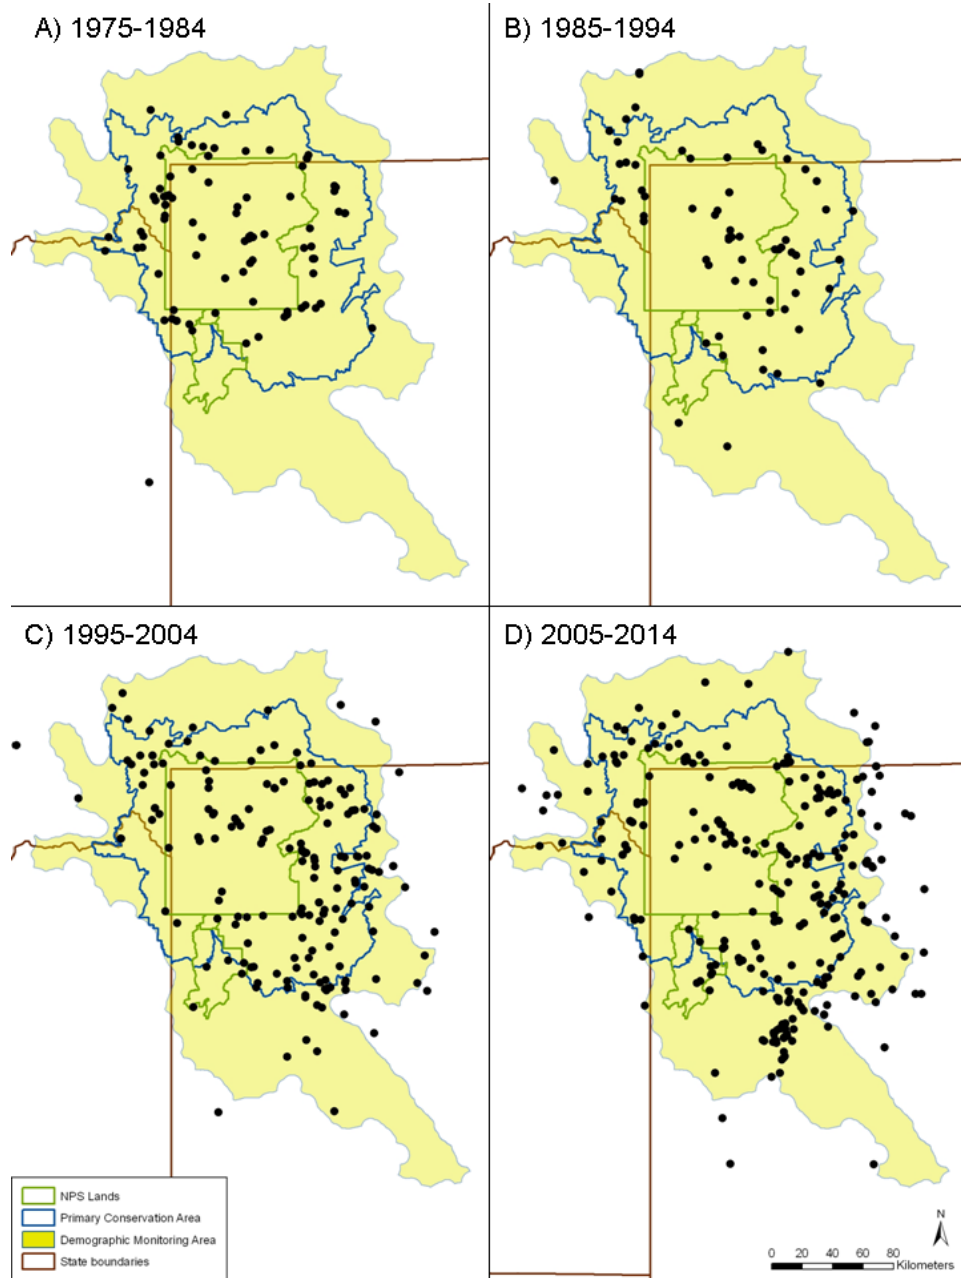 A) 1975-1984
B) 1985-1994
C) 1995-2004
D) 2005-2014
NPS Lands
Primary Conservation Area
Demographic Monitoring Area
State boundaries
N
0 20 40 60 80
Kilometers